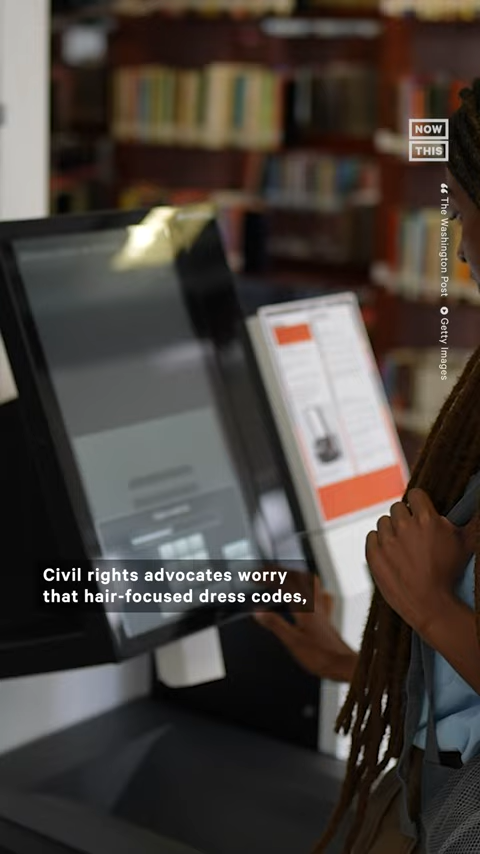 NOW
THIS
❝ The Washington Post Getty Images
Civil rights advocates worry
that hair-focused dress codes,